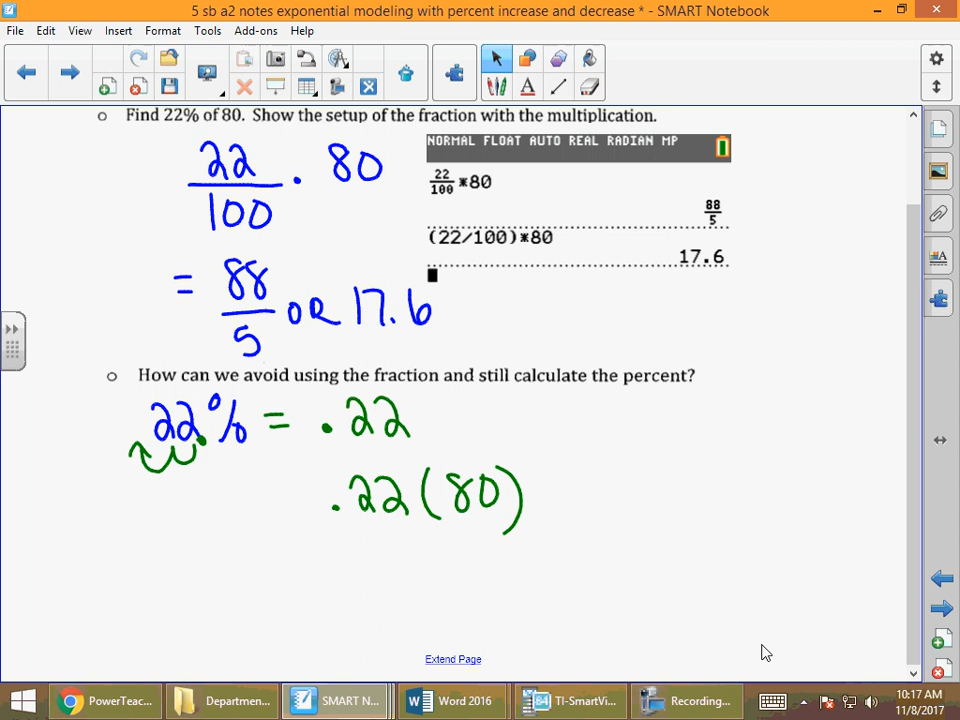 5 sb a2 notes exponential modeling with percent increase and decrease * - SMART Notebook
File Edit View Insert Format Tools Add-ons Help
o Find 22% of 80. Show the setup of the fraction with the multiplication.
22/100 · 80
NORMAL FLOAT AUTO REAL RADIAN MP
22/100*80
88/5
(22/100)*80
17.6
= 88/5 OR 17.6
o How can we avoid using the fraction and still calculate the percent?
22% = .22
.22(80)
Extend Page
PowerTeac... Departmen... SMART N... Word 2016 TI-SmartVi... Recording...
10:17 AM
11/8/2017